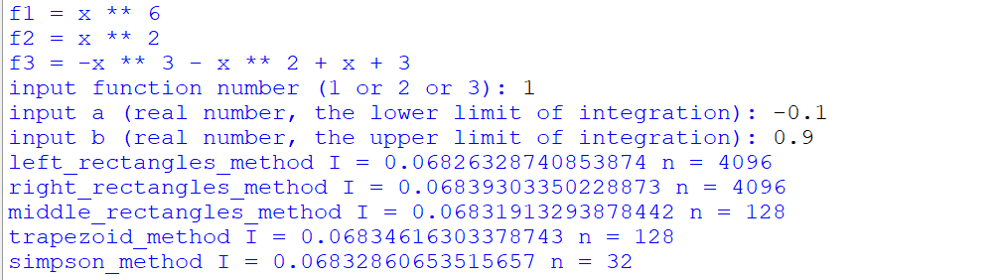 f1 = x ** 6
f2 = x ** 2
f3 = -x ** 3 - x ** 2 + x + 3
input function number (1 or 2 or 3): 1
input a (real number, the lower limit of integration): -0.1
input b (real number, the upper limit of integration): 0.9
left_rectangles_method I = 0.06826328740853874 n = 4096
right_rectangles_method I = 0.06839303350228873 n = 4096
middle_rectangles_method I = 0.06831913293878442 n = 128
trapezoid_method I = 0.06834616303378743 n = 128
simpson_method I = 0.06832860653515657 n = 32